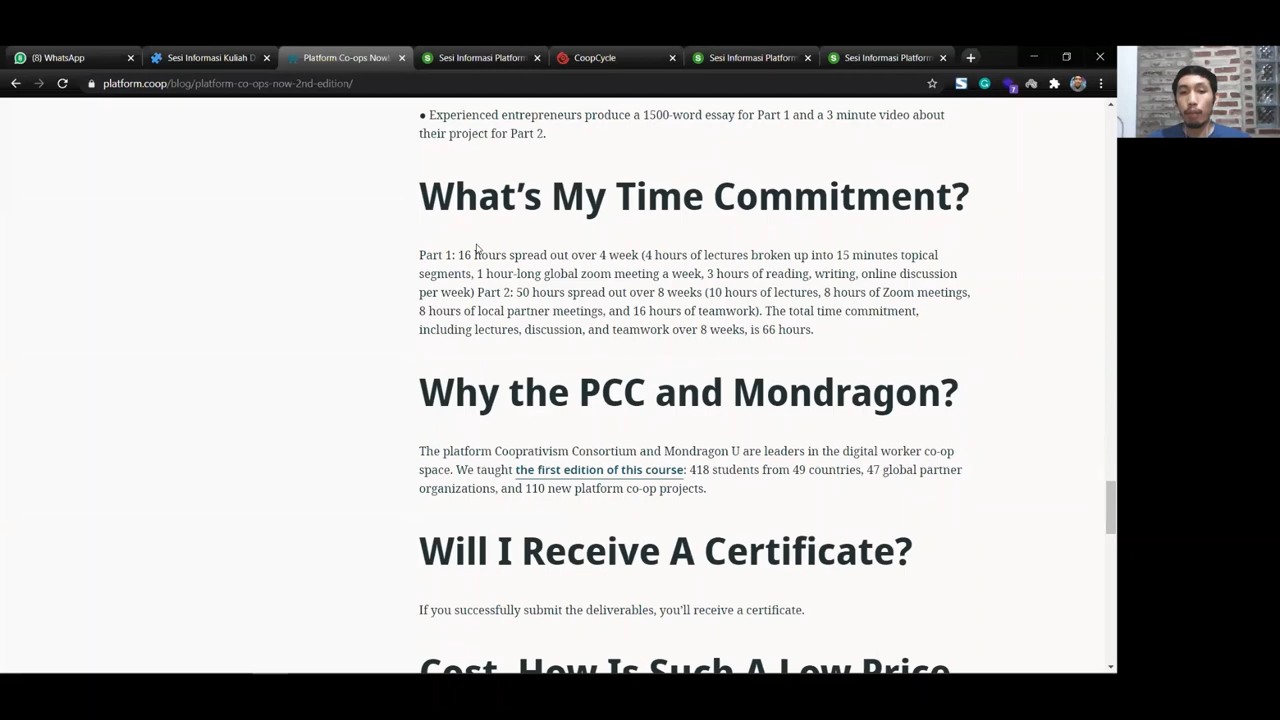 (8) WhatsApp
Sesi Informasi Kuliah D
Platform Co-ops Now!
Sesi Informasi Platform
CoopCycle
Sesi Informasi Platform
Sesi Informasi Platform
platform.coop/blog/platform-co-ops-now-2nd-edition/
7
● Experienced entrepreneurs produce a 1500-word essay for Part 1 and a 3 minute video about
their project for Part 2.
What’s My Time Commitment?
Part 1: 16 hours spread out over 4 week (4 hours of lectures broken up into 15 minutes topical
segments, 1 hour-long global zoom meeting a week, 3 hours of reading, writing, online discussion
per week) Part 2: 50 hours spread out over 8 weeks (10 hours of lectures, 8 hours of Zoom meetings,
8 hours of local partner meetings, and 16 hours of teamwork). The total time commitment,
including lectures, discussion, and teamwork over 8 weeks, is 66 hours.
Why the PCC and Mondragon?
The platform Cooprativism Consortium and Mondragon U are leaders in the digital worker co-op
space. We taught the first edition of this course: 418 students from 49 countries, 47 global partner
organizations, and 110 new platform co-op projects.
Will I Receive A Certificate?
If you successfully submit the deliverables, you’ll receive a certificate.
Cost. How Is Such A Low Price